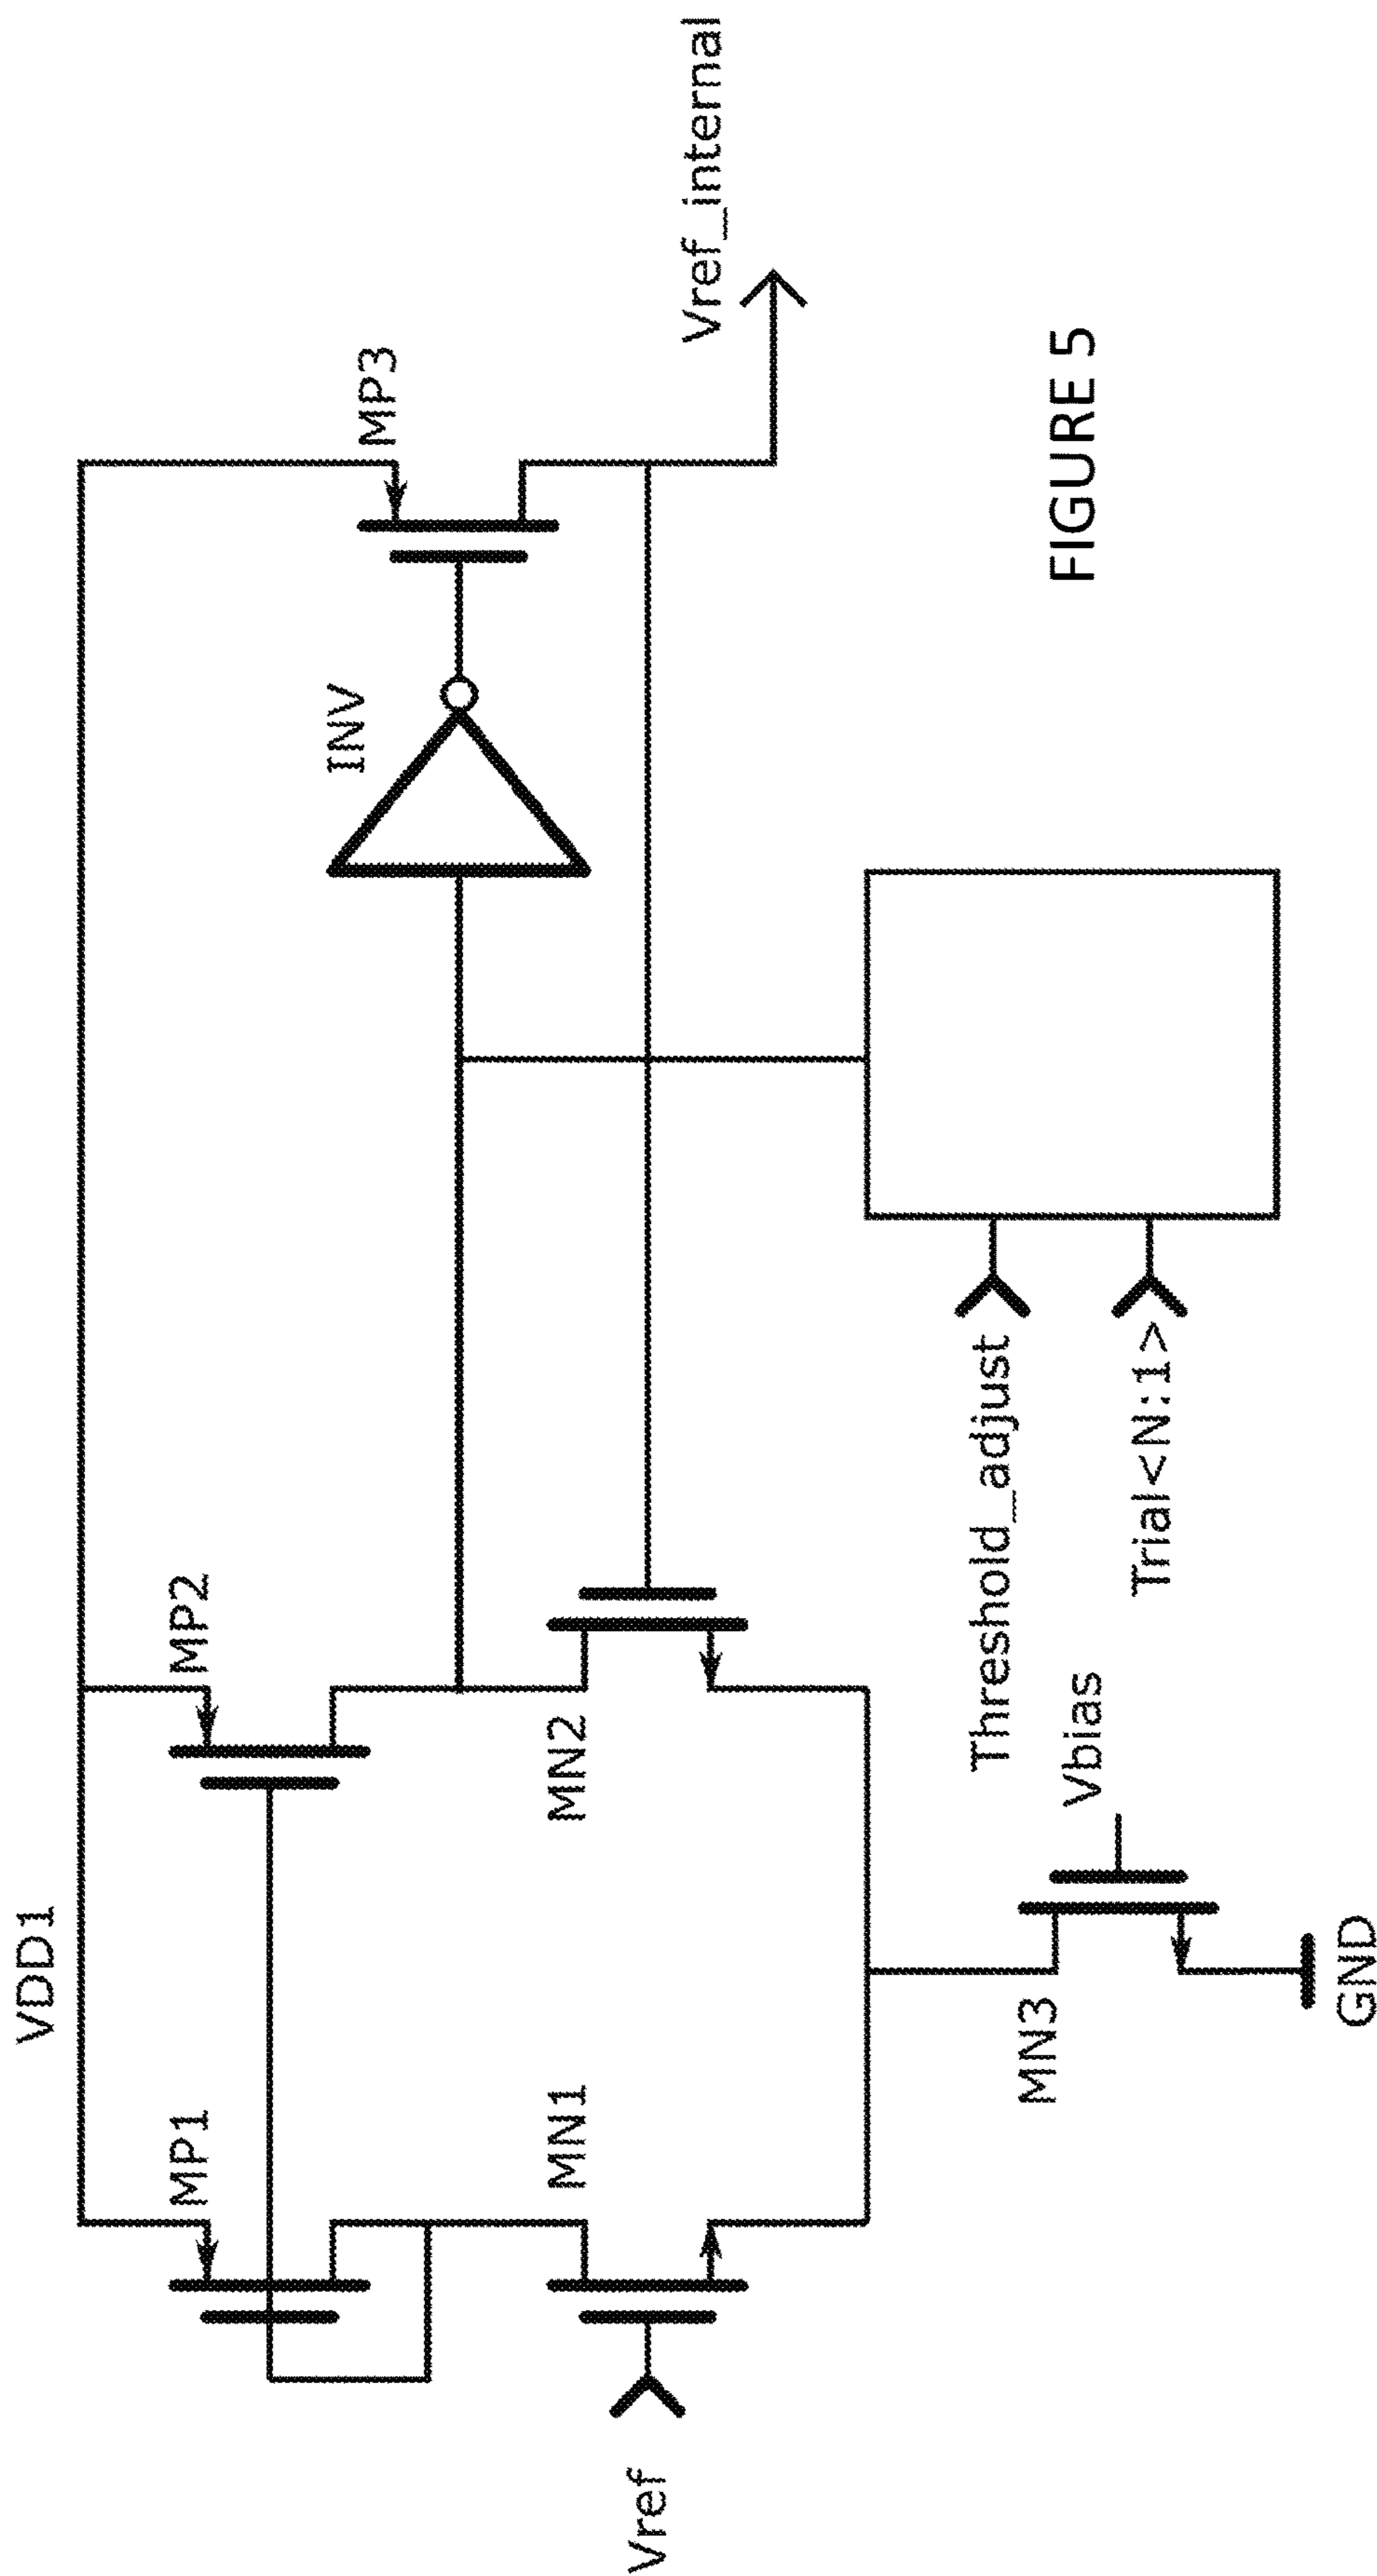 VDD1
MP1
MP2
MP3
INV
MN1
MN2
Vref
Vref_internal
Threshold_adjust
Trial<N:1>
MN3
Vbias
GND
FIGURE 5